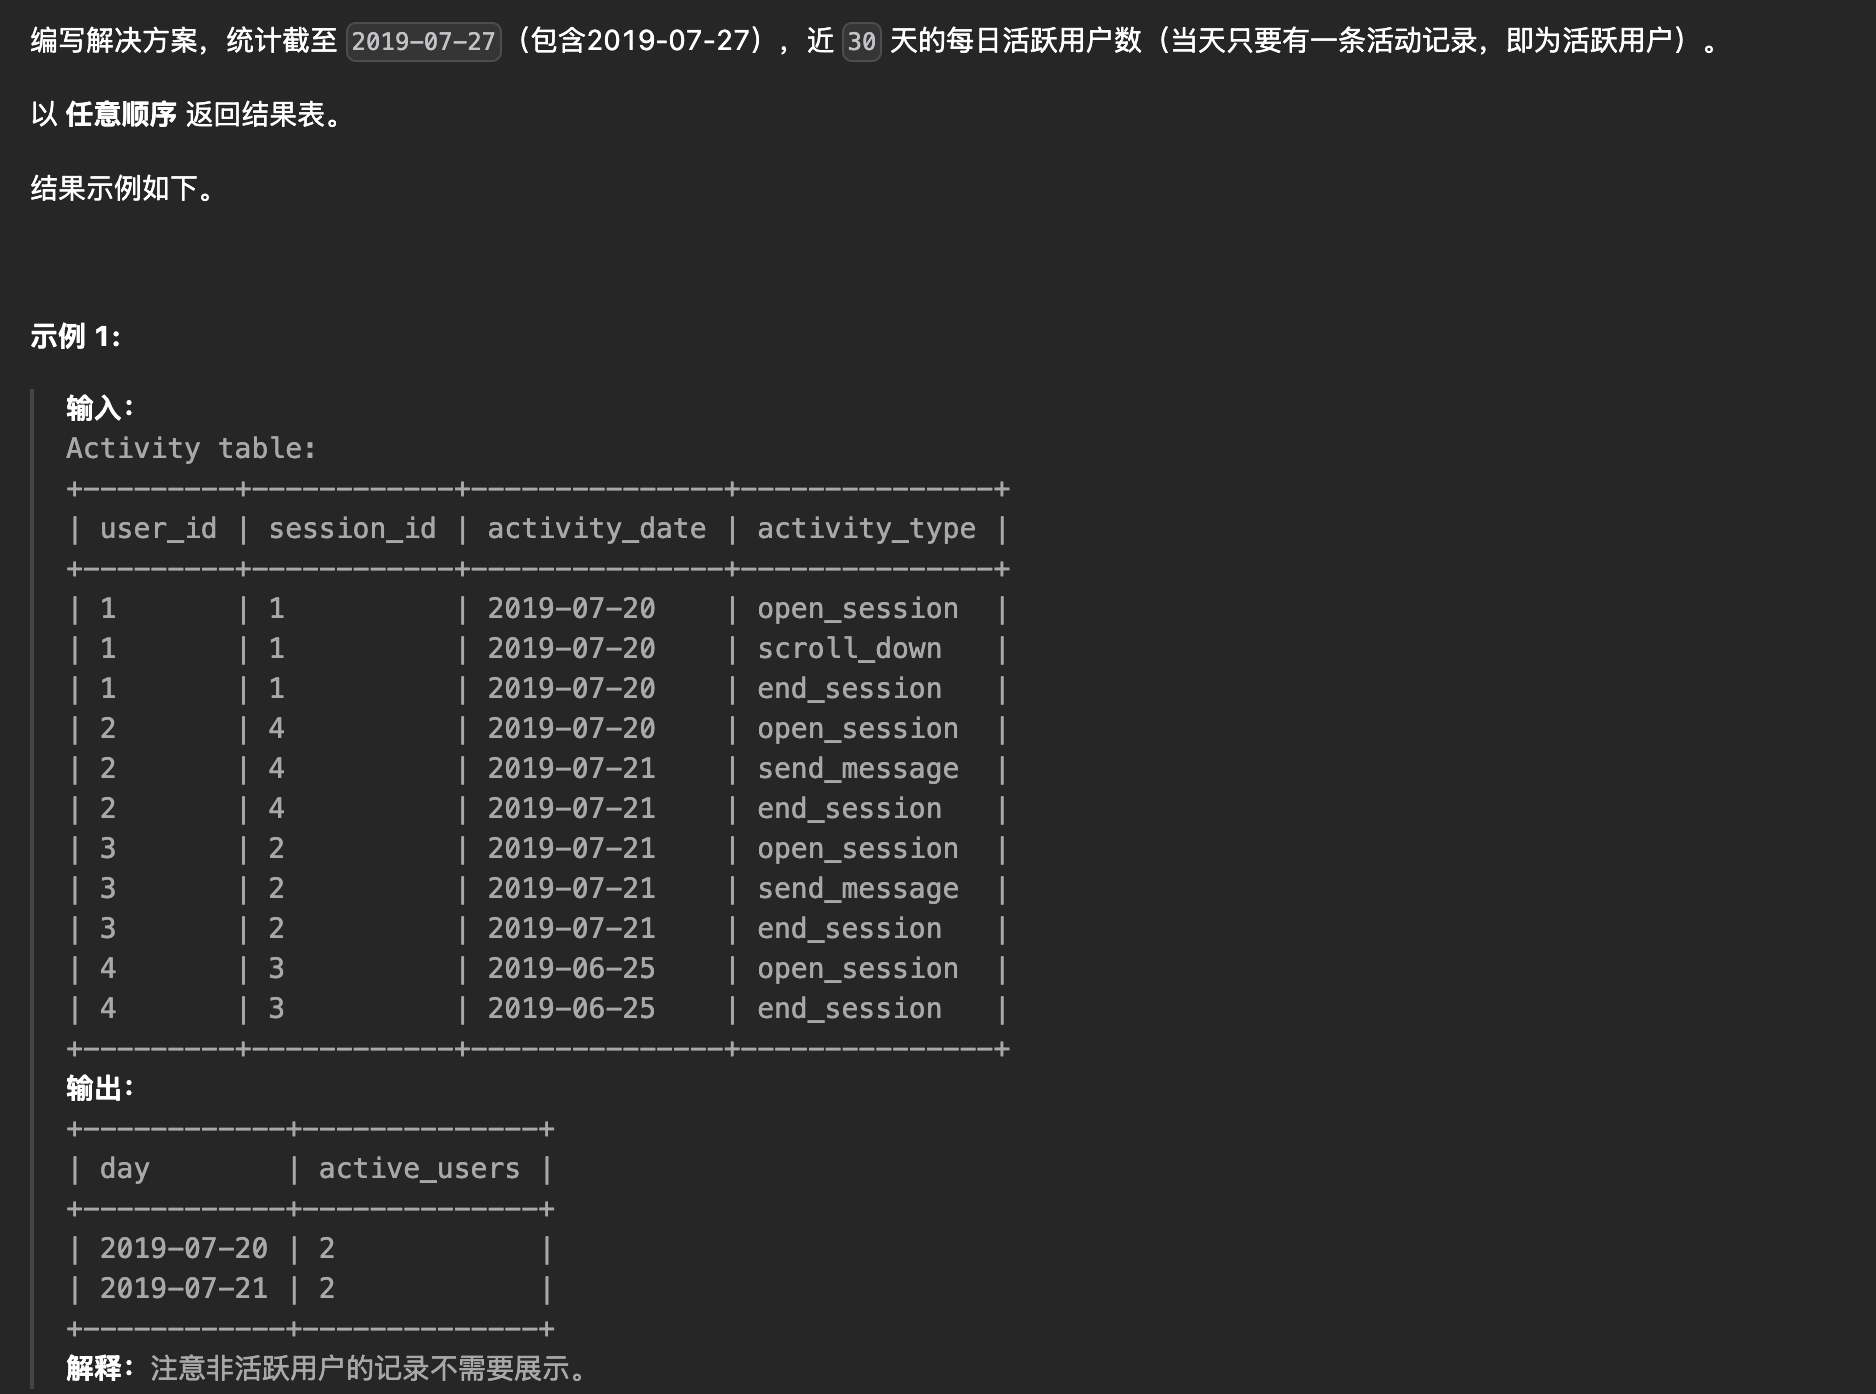 编写解决方案，统计截至 2019-07-27（包含2019-07-27），近 30 天的每日活跃用户数（当天只要有一条活动记录，即为活跃用户）。
以 任意顺序 返回结果表。
结果示例如下。
示例 1:
输入：
Activity table:
+---------+------------+---------------+---------------+
| user_id | session_id | activity_date | activity_type |
+---------+------------+---------------+---------------+
| 1       | 1          | 2019-07-20    | open_session  |
| 1       | 1          | 2019-07-20    | scroll_down   |
| 1       | 1          | 2019-07-20    | end_session   |
| 2       | 4          | 2019-07-20    | open_session  |
| 2       | 4          | 2019-07-21    | send_message  |
| 2       | 4          | 2019-07-21    | end_session   |
| 3       | 2          | 2019-07-21    | open_session  |
| 3       | 2          | 2019-07-21    | send_message  |
| 3       | 2          | 2019-07-21    | end_session   |
| 4       | 3          | 2019-06-25    | open_session  |
| 4       | 3          | 2019-06-25    | end_session   |
+---------+------------+---------------+---------------+
输出：
+------------+--------------+
| day        | active_users |
+------------+--------------+
| 2019-07-20 | 2            |
| 2019-07-21 | 2            |
+------------+--------------+
解释：注意非活跃用户的记录不需要展示。